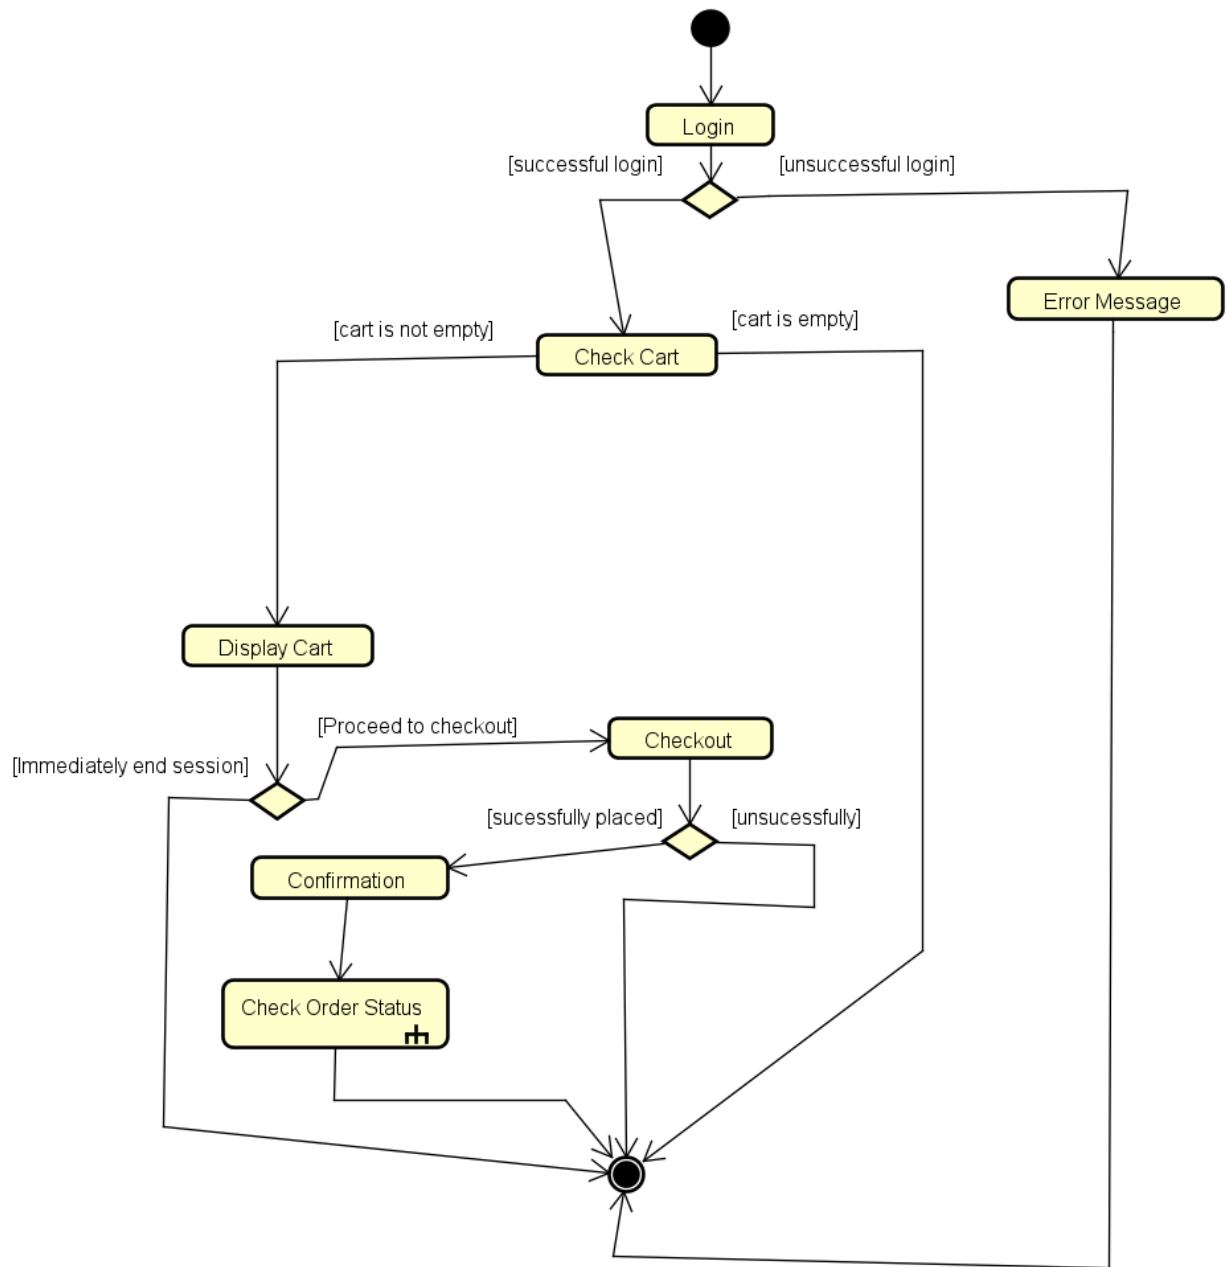 Login
[successful login]
[unsuccessful login]
Error Message
[cart is not empty]
[cart is empty]
Check Cart
Display Cart
[Proceed to checkout]
Checkout
[Immediately end session]
[sucessfully placed]
[unsucessfully]
Confirmation
Check Order Status